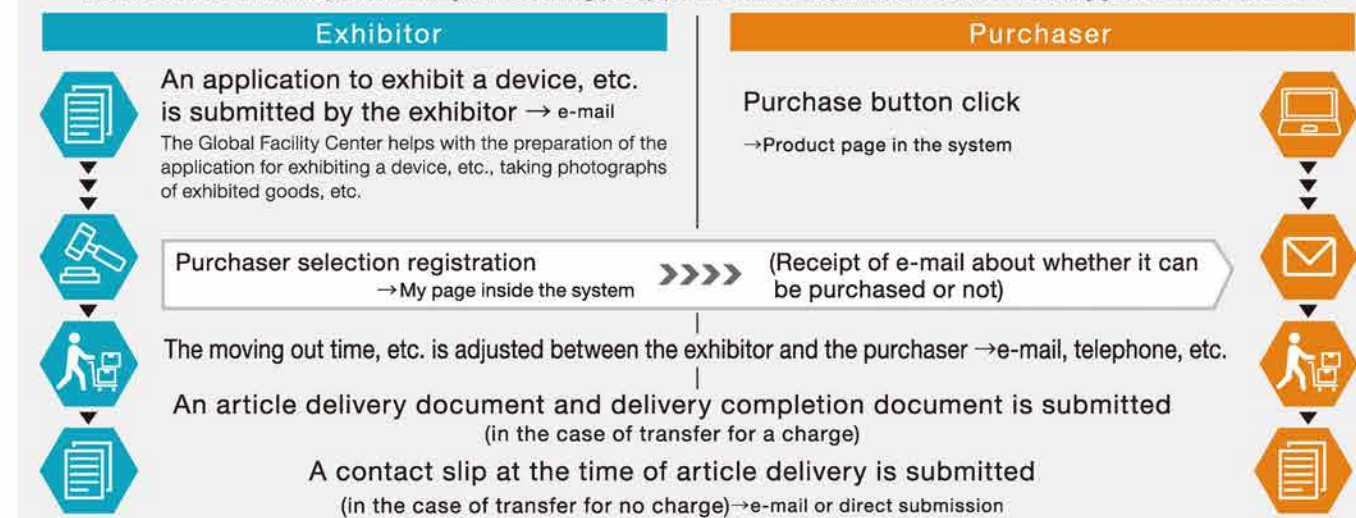 Exhibitor
Purchaser
An application to exhibit a device, etc.
is submitted by the exhibitor → e-mail
The Global Facility Center helps with the preparation of the
application for exhibiting a device, etc., taking photographs
of exhibited goods, etc.
Purchase button click
→Product page in the system
Purchaser selection registration
→My page inside the system
(Receipt of e-mail about whether it can
be purchased or not)
The moving out time, etc. is adjusted between the exhibitor and the purchaser →e-mail, telephone, etc.
An article delivery document and delivery completion document is submitted
(in the case of transfer for a charge)
A contact slip at the time of article delivery is submitted
(in the case of transfer for no charge)→e-mail or direct submission